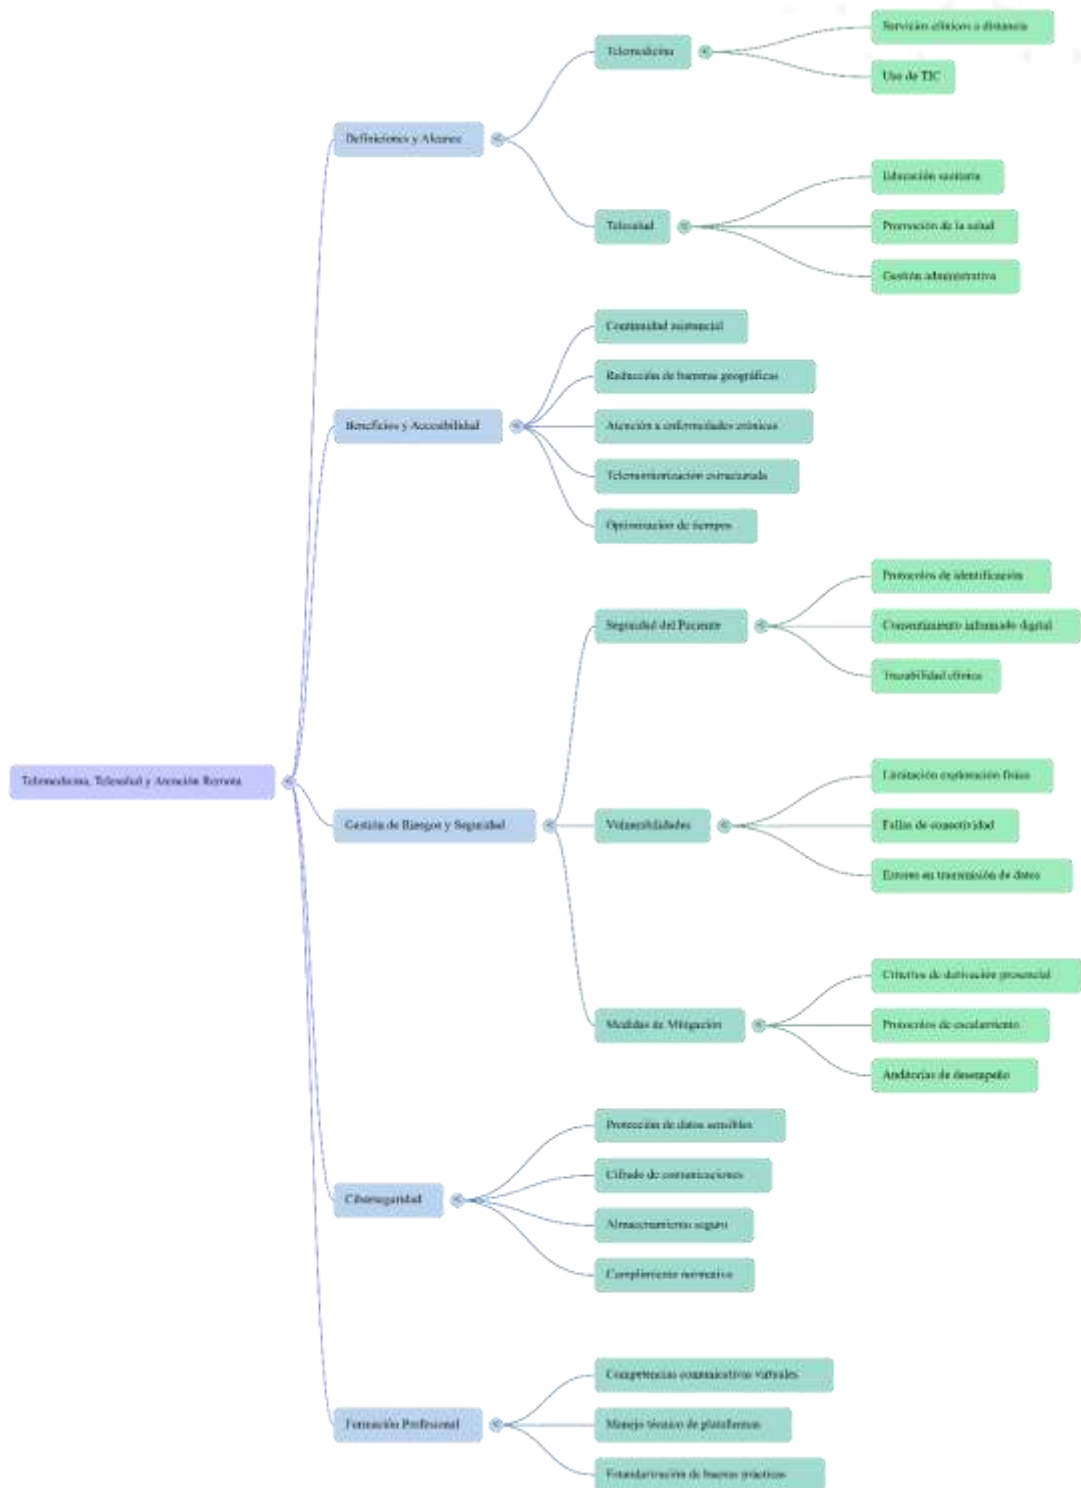 Telemedicina, Telesalud y Atención Remota
Definiciones y Alcance
Telemedicina
Servicios clínicos a distancia
Uso de TIC
Telesalud
Educación sanitaria
Promoción de la salud
Gestión administrativa
Beneficios y Accesibilidad
Continuidad asistencial
Reducción de barreras geográficas
Atención a enfermedades crónicas
Telemonitorización estructurada
Optimización de tiempos
Gestión de Riesgos y Seguridad
Seguridad del Paciente
Protocolos de identificación
Consentimiento informado digital
Trazabilidad clínica
Vulnerabilidades
Limitación exploración física
Fallas de conectividad
Errores en transmisión de datos
Medidas de Mitigación
Criterios de derivación presencial
Protocolos de escalamiento
Auditorías de desempeño
Ciberseguridad
Protección de datos sensibles
Cifrado de comunicaciones
Almacenamiento seguro
Cumplimiento normativo
Formación Profesional
Competencias comunicativas virtuales
Manejo técnico de plataformas
Estandarización de buenas prácticas